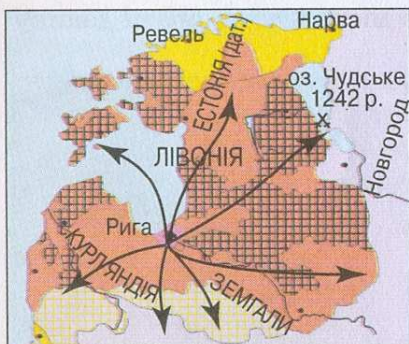 Ревель
Нарва
ЕСТОНІЯ (дат.)
оз. Чудське
1242 р.
х
Новгород
ЛІВОНІЯ
Рига
КУРЛЯНДІЯ
ЗЕМГАЛИ